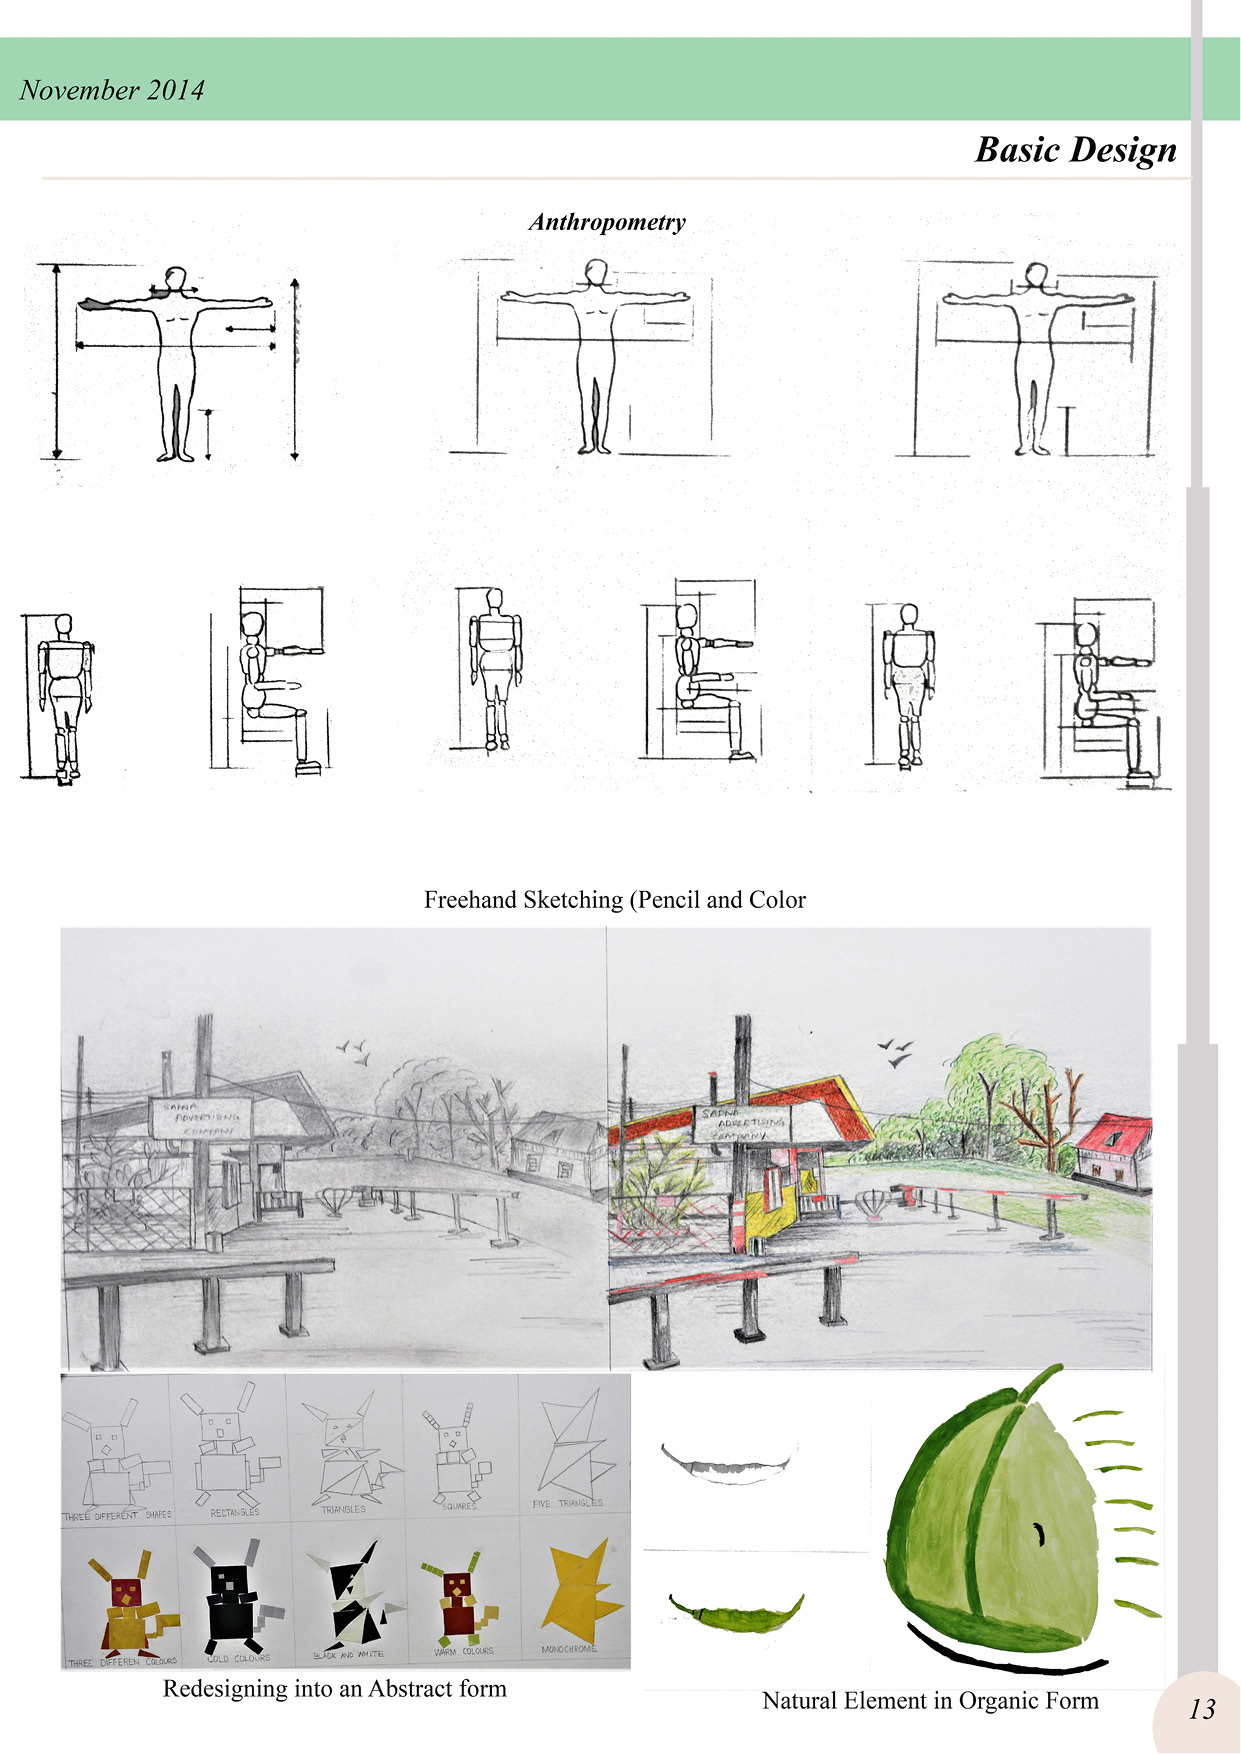 November 2014
Basic Design
Anthropometry
Freehand Sketching (Pencil and Color
SAPNA
ADVERTISING
COMPANY
SAPNA
ADVERTISING
COMPANY
THREE DIFFERENT SHAPES
RECTANGLES
TRIANGLES
SQUARES
FIVE TRIANGLES
THREE DIFFEREN COLOURS
COLD COLOURS
BLACK AND WHITE
WARM COLOURS
MONOCHROME
Redesigning into an Abstract form
Natural Element in Organic Form
13